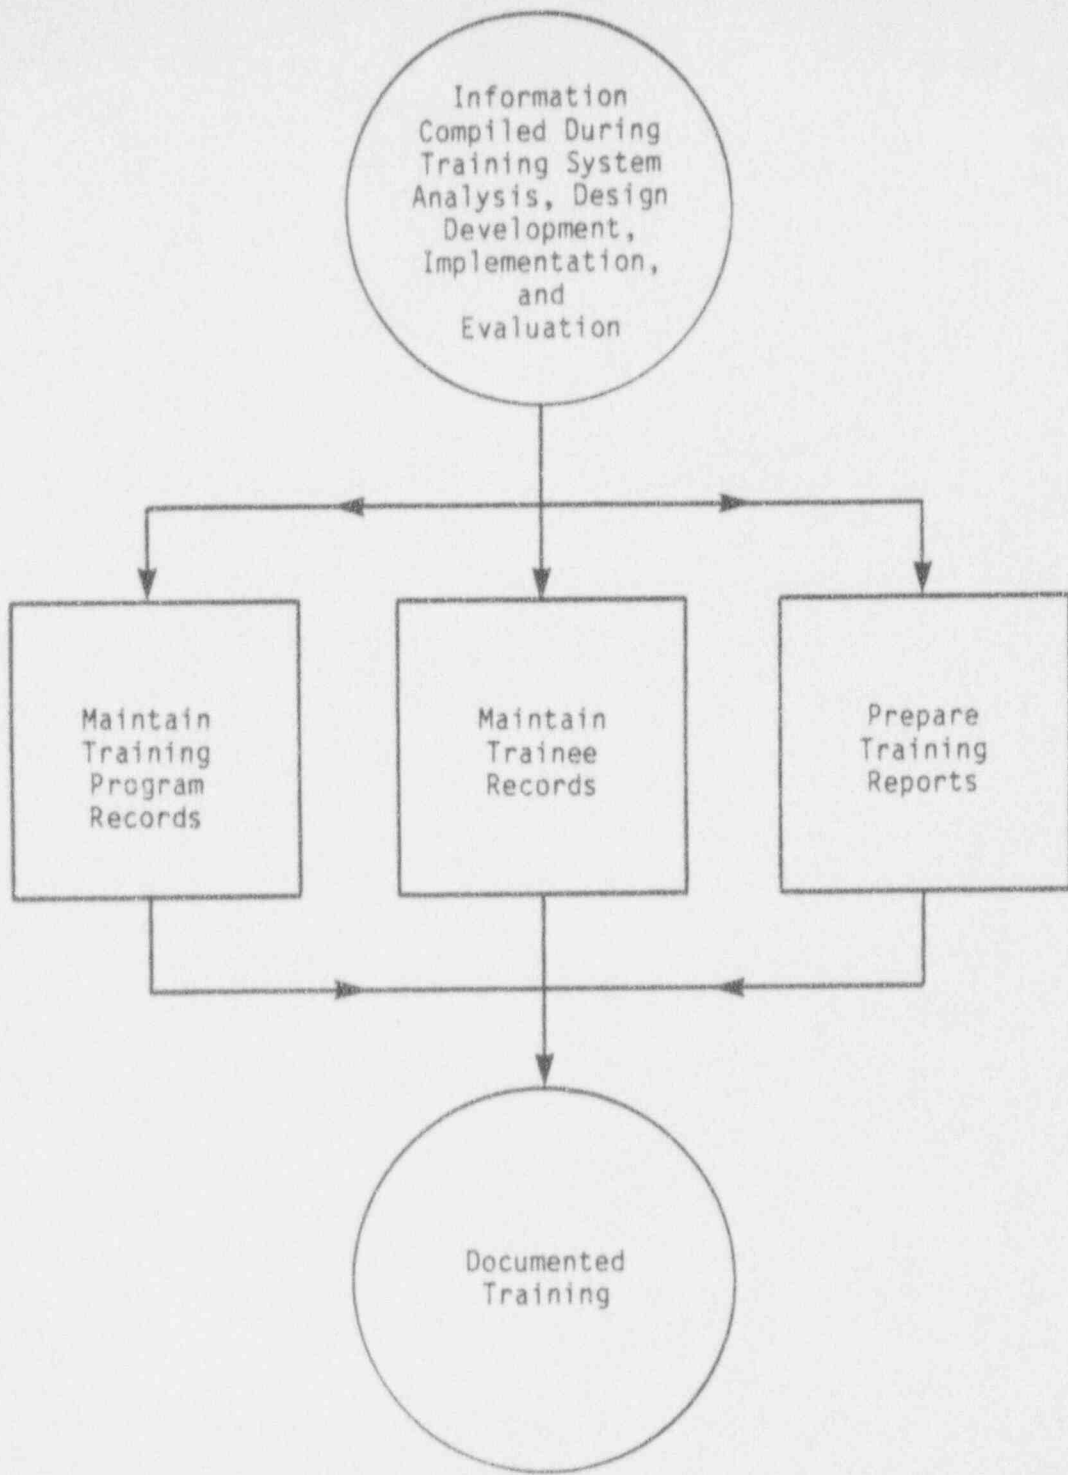 Information
Compiled During
Training System
Analysis, Design
Development,
Implementation,
and
Evaluation
Maintain
Training
Program
Records
Maintain
Trainee
Records
Prepare
Training
Reports
Documented
Training